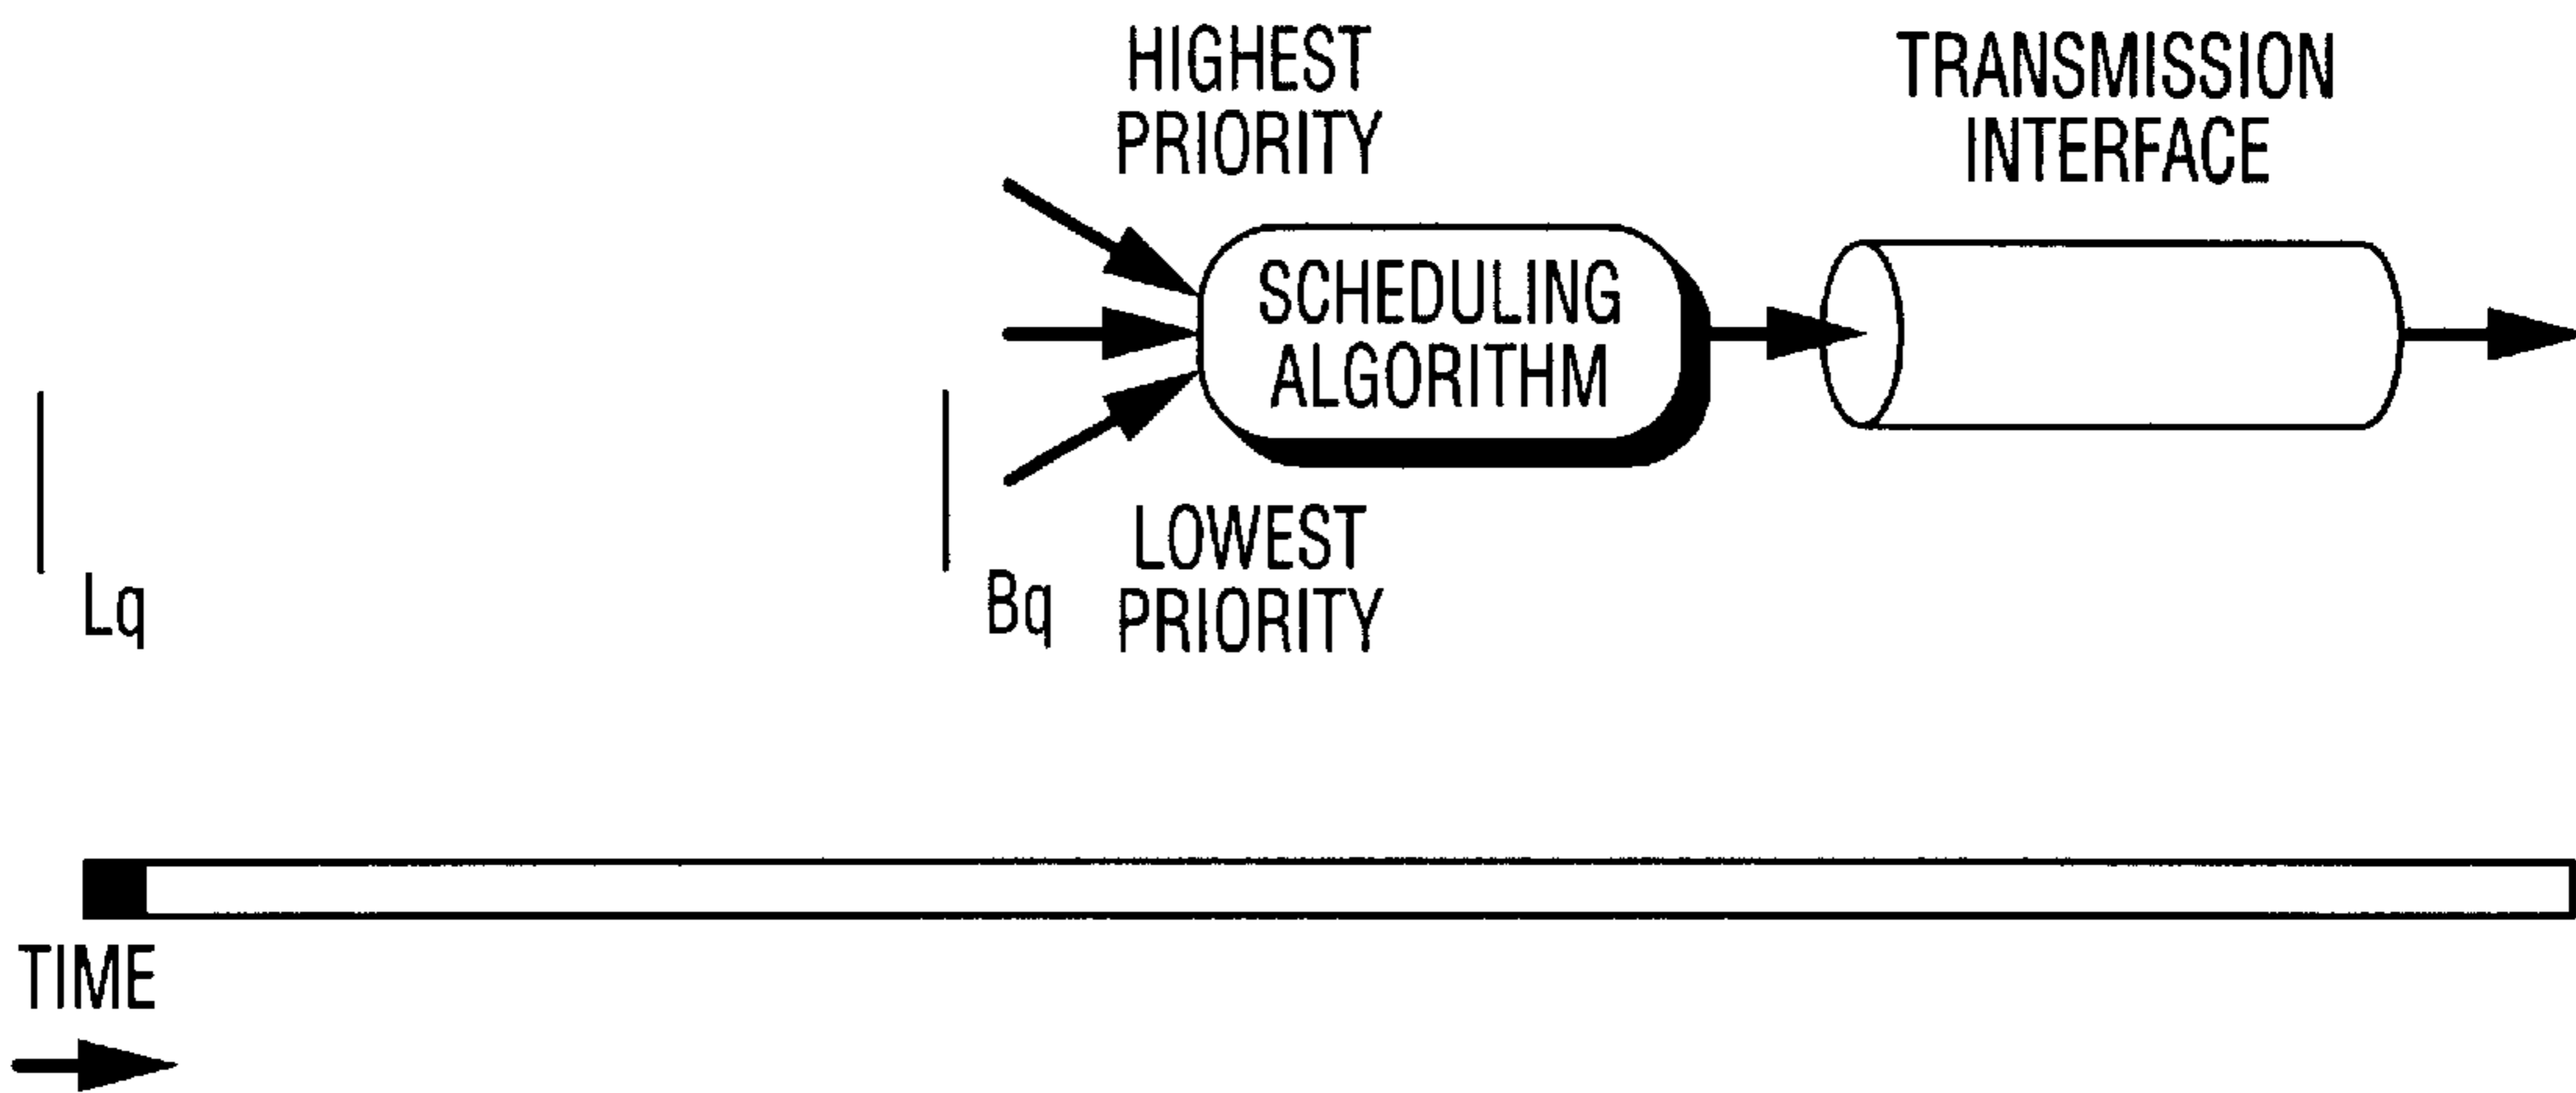 HIGHEST
PRIORITY
TRANSMISSION
INTERFACE
SCHEDULING
ALGORITHM
Lq
Bq
LOWEST
PRIORITY
TIME